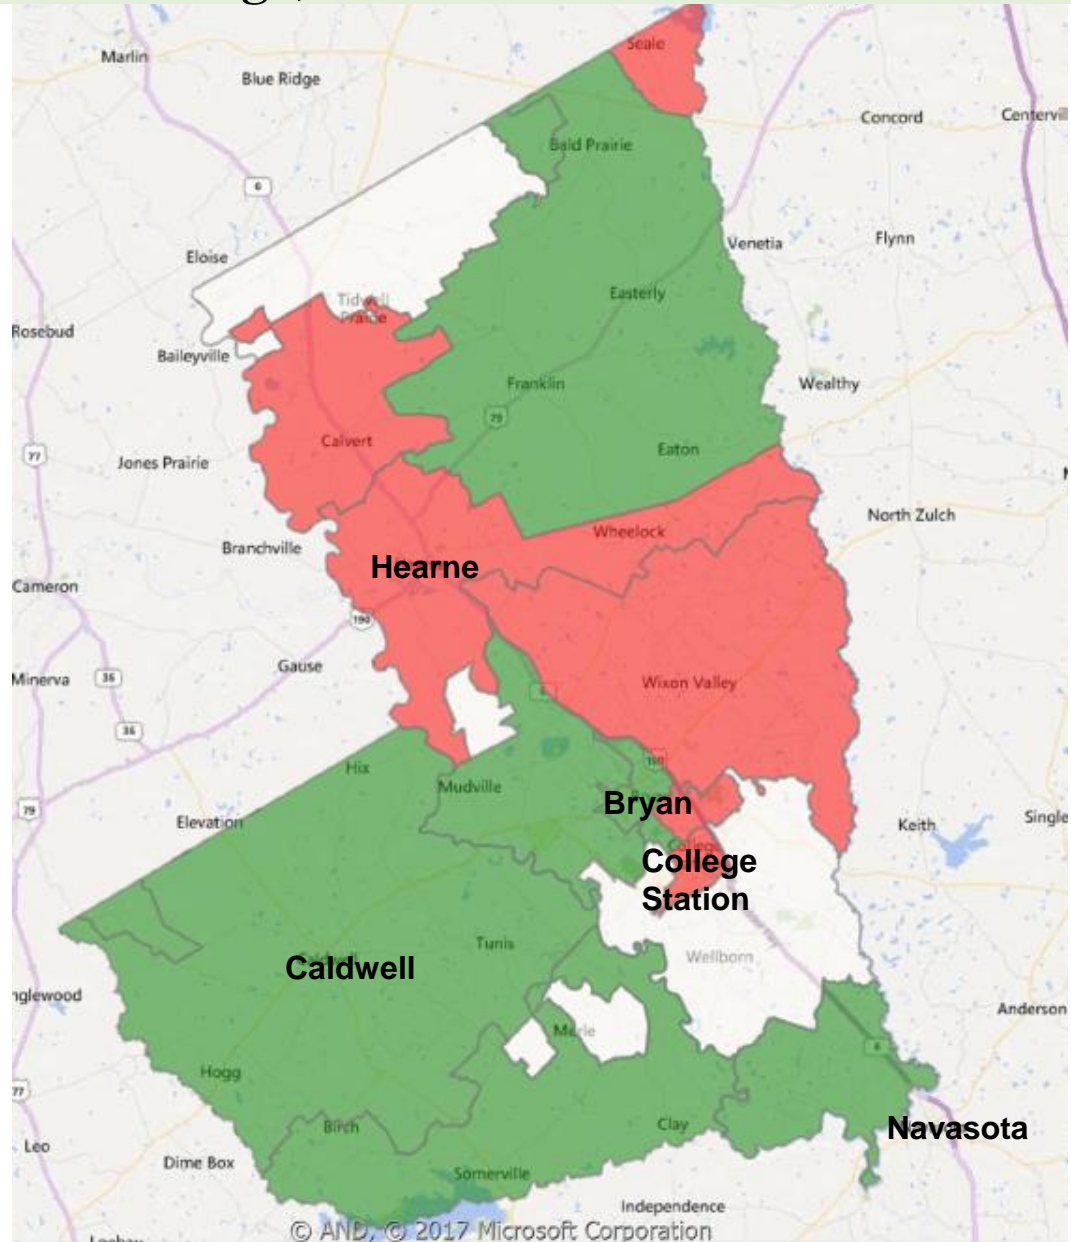 Seale
Marlin
Blue Ridge
Concord
Bald Prairie
6
Venetia
Flynn
Eloise
Easterly
Tidwell
Prairie
Rosebud
Baileyville
Franklin
Wealthy
79
Calvert
Eaton
77
Jones Prairie
North Zulch
Wheelock
Branchville
Hearne
Cameron
190
Gause
Minerva
36
Wixon Valley
6
36
190
Hix
Mudville
79
Bryan
Elevation
Keith
College
Station
Tunis
Caldwell
Wellborn
Anderson
Merle
6
Hogg
77
Birch
Clay
Navasota
Leo
Dime Box
Somerville
Independence
© AND, © 2017 Microsoft Corporation